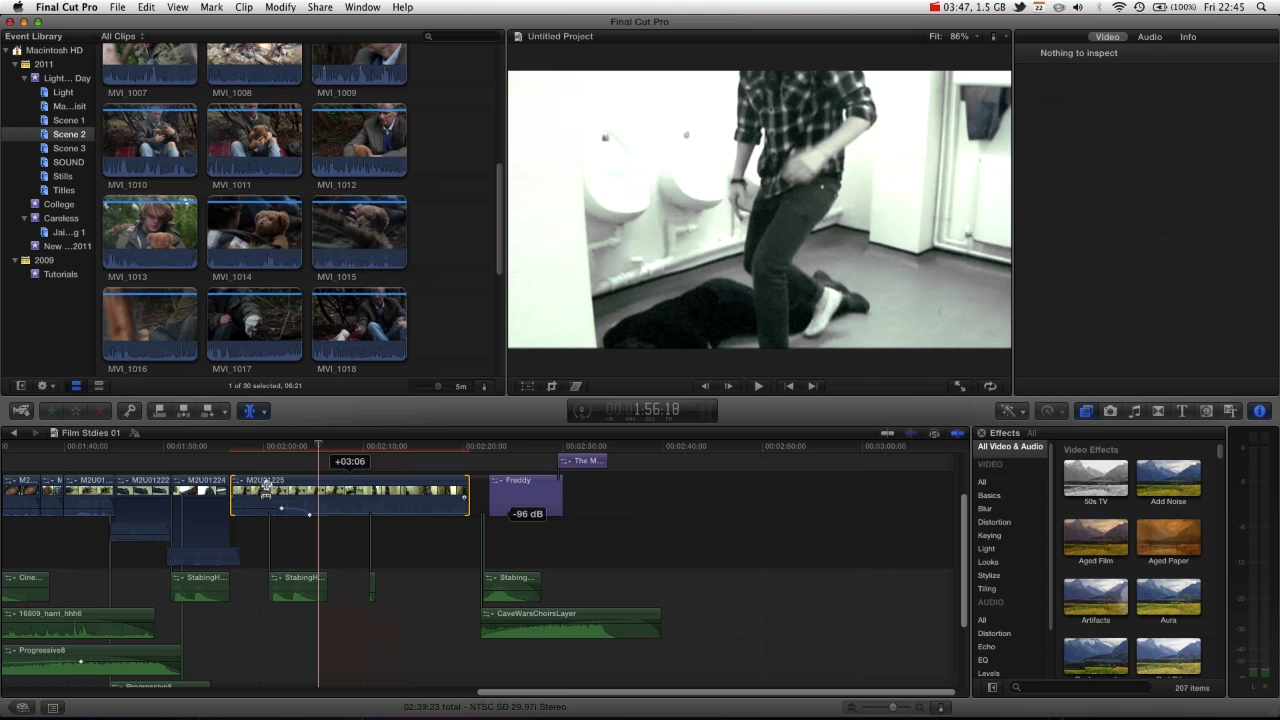 Final Cut Pro File Edit View Mark Clip Modify Share Window Help 03:47, 1.5 GB 22 (100%) Fri 22:45
Final Cut Pro
Event Library All Clips Untitled Project Fit: 86% Video Audio Info
Macintosh HD
Nothing to inspect
2011
Light... Day
Light
Ma...isit
Scene 1
Scene 2
Scene 3
SOUND
Stills
Titles
College
Careless
Jai...g 1
New ...2011
2009
Tutorials
MVI_1007 MVI_1008 MVI_1009
MVI_1010 MVI_1011 MVI_1012
MVI_1013 MVI_1014 MVI_1015
MVI_1016 MVI_1017 MVI_1018
1 of 30 selected, 06:21 5m
1:56:18
Film Stdies 01
00:01:40:00 00:01:50:00 00:02:00:00 00:02:10:00 00:02:20:00 00:02:30:00 00:02:40:00 00:02:50:00 00:03:00:00
+03:06 The M...
M2... M M2U01... M2U01222 M2U01224 M2U01225 Freddy
-96 dB
Cine... StabingH... StabingH... Stabing...
16809_harri_hhh6 CaveWarsChoirsLayer
Progressive8
Progressive8
Effects All
All Video & Audio
VIDEO
All
Basics
Blur
Distortion
Keying
Light
Looks
Stylize
Tiling
AUDIO
All
Distortion
Echo
EQ
Levels
Video Effects
50s TV Add Noise
Aged Film Aged Paper
Artifacts Aura
207 items
L R
02:39:23 total - NTSC SD 29.97i Stereo